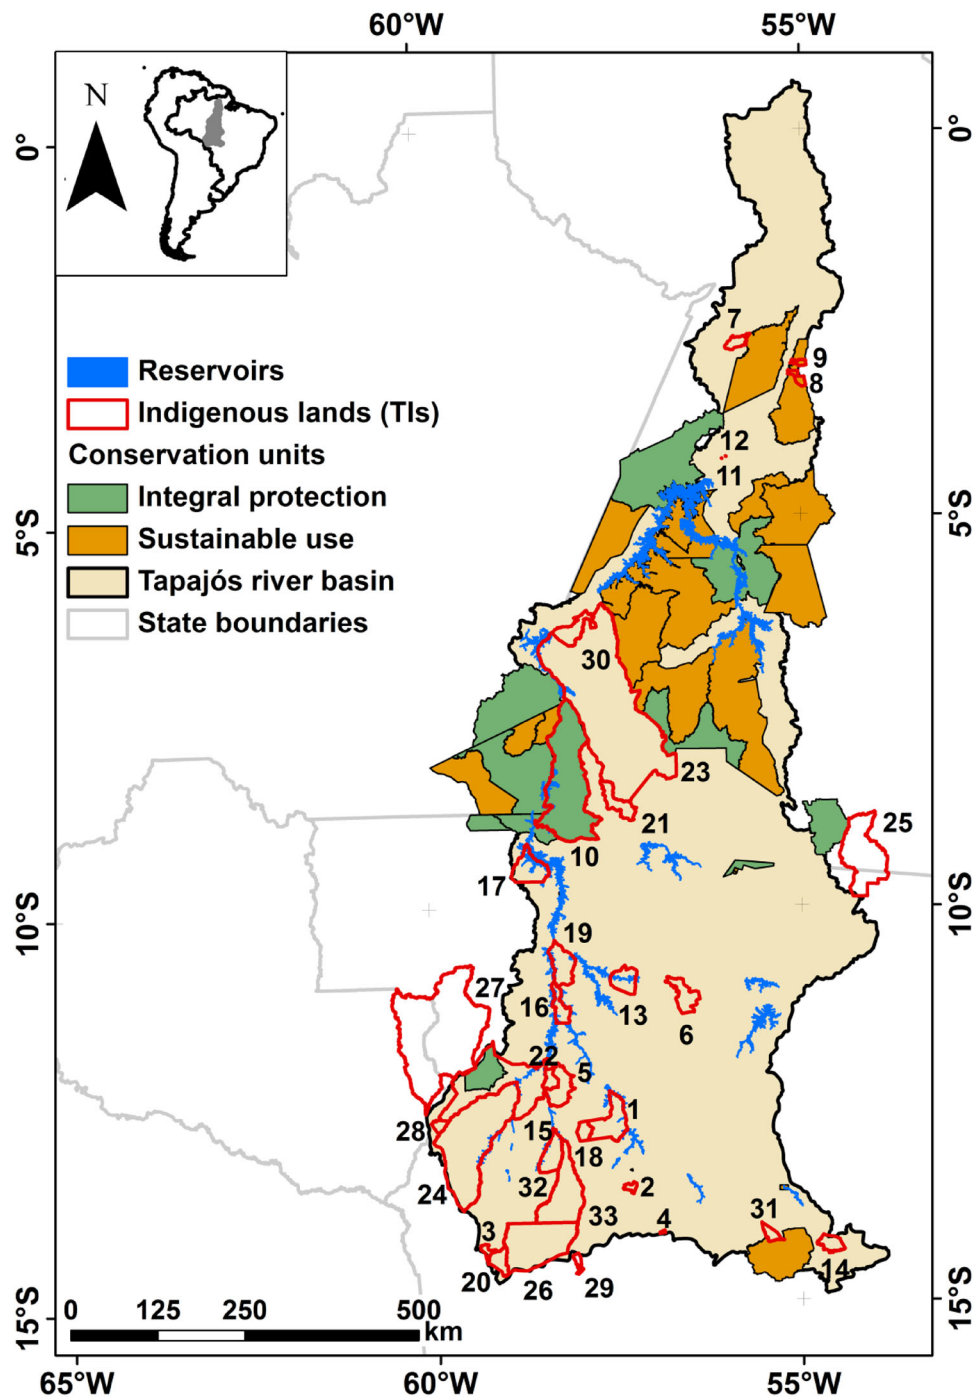 60°W 55°W
N
0° 0°
7
9
8
Reservoirs
Indigenous lands (TIs)
Conservation units
Integral protection
Sustainable use
Tapajós river basin
State boundaries
12
11
5°S 5°S
30
23
21
25
10
17
10°S 10°S
19
27
16
13
6
22
5
1
28
15
18
24
32
2
33
4
31
3
14
20
26
29
15°S 15°S
0 125 250 500
km
65°W 60°W 55°W